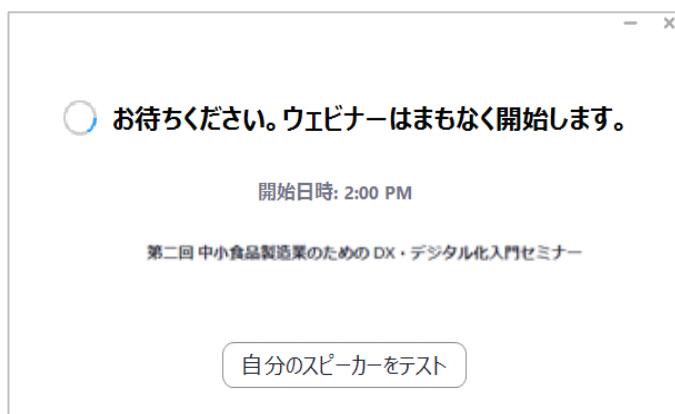 お待ちください。ウェビナーはまもなく開始します。
開始日時: 2:00 PM
第二回 中小食品製造業のための DX・デジタル化入門セミナー
自分のスピーカーをテスト